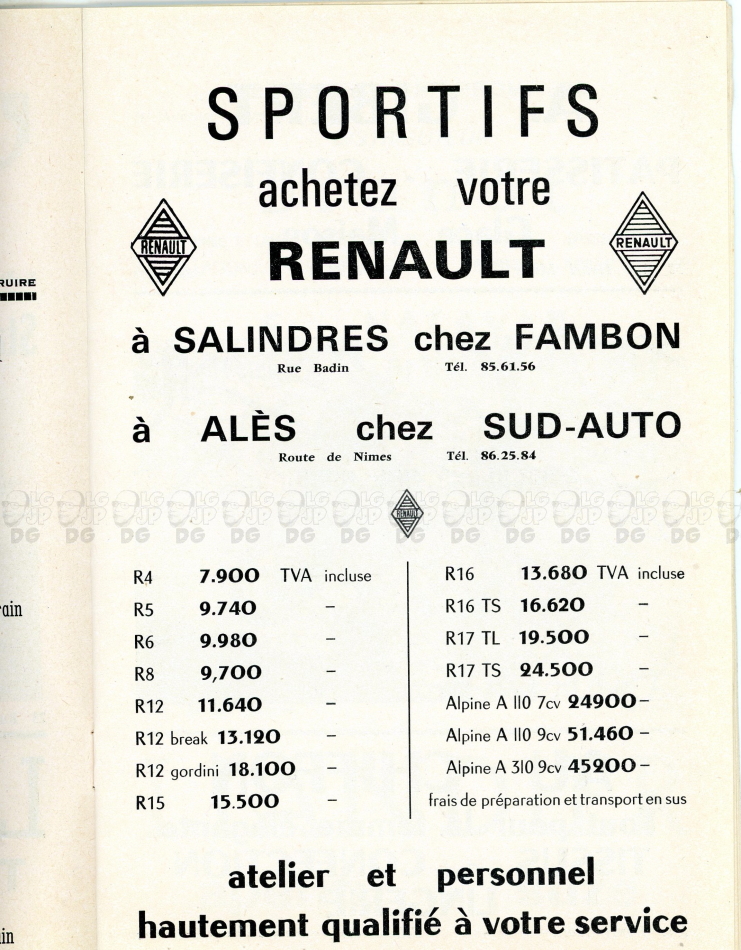 SPORTIFS
achetez votre
RENAULT
RENAULT
RENAULT
à SALINDRES chez FAMBON
Rue Badin Tél. 85.61.56
à ALÈS chez SUD-AUTO
Route de Nimes Tél. 86.25.84
RENAULT
R4 7.900 TVA incluse
R5 9.740 –
R6 9.980 –
R8 9,700 –
R12 11.640 –
R12 break 13.120 –
R12 gordini 18.100 –
R15 15.500 –
R16 13.680 TVA incluse
R16 TS 16.620 –
R17 TL 19.500 –
R17 TS 24.500 –
Alpine A 110 7cv 24900 –
Alpine A 110 9cv 51.460 –
Alpine A 310 9cv 45200 –
frais de préparation et transport en sus
atelier et personnel
hautement qualifié à votre service
RUIRE
ain
in